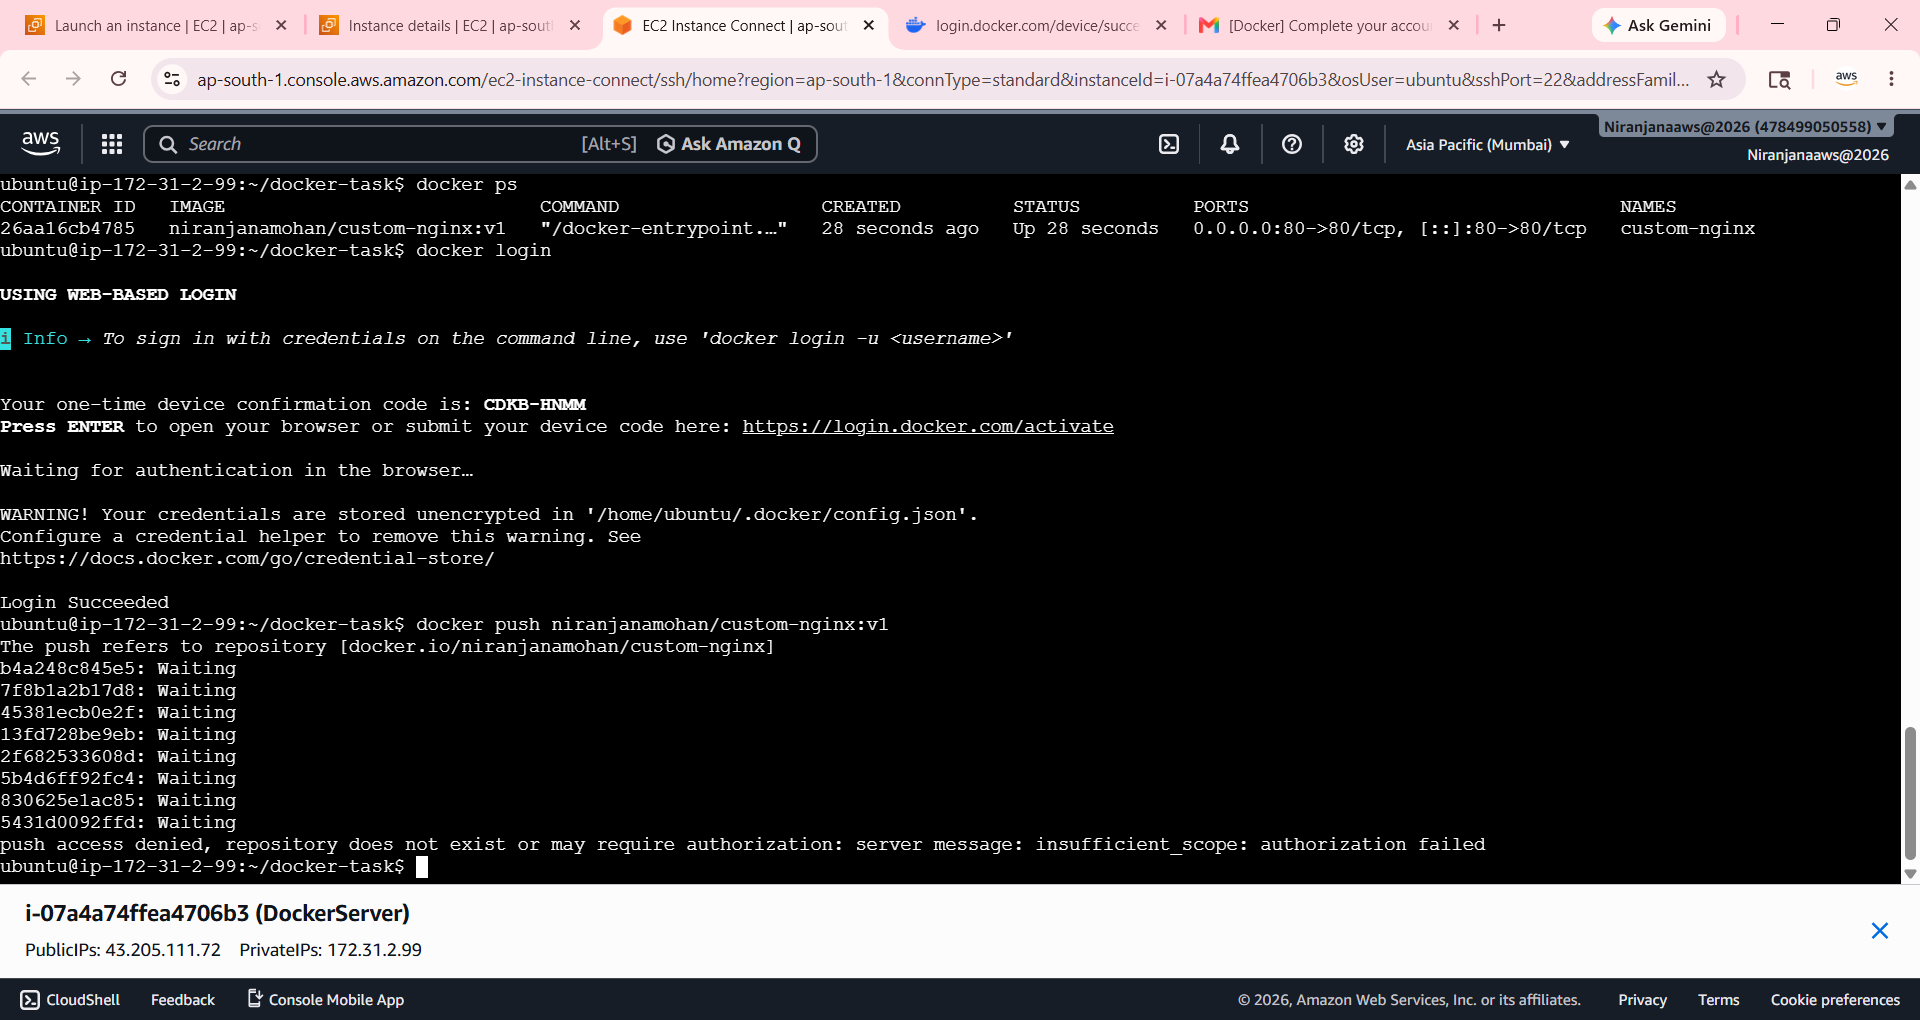 Launch an instance | EC2 | ap-s
Instance details | EC2 | ap-south
EC2 Instance Connect | ap-sout
login.docker.com/device/succe
[Docker] Complete your accou
Ask Gemini
ap-south-1.console.aws.amazon.com/ec2-instance-connect/ssh/home?region=ap-south-1&connType=standard&instanceId=i-07a4a74ffea4706b3&osUser=ubuntu&sshPort=22&addressFamil...
aws
aws
Search
[Alt+S]
Ask Amazon Q
Asia Pacific (Mumbai)
Niranjanaaws@2026 (478499050558)
Niranjanaaws@2026
ubuntu@ip-172-31-2-99:~/docker-task$ docker ps
CONTAINER ID   IMAGE   COMMAND   CREATED   STATUS   PORTS   NAMES
26aa16cb4785   niranjanamohan/custom-nginx:v1   "/docker-entrypoint.…"   28 seconds ago   Up 28 seconds   0.0.0.0:80->80/tcp, [::]:80->80/tcp   custom-nginx
ubuntu@ip-172-31-2-99:~/docker-task$ docker login
USING WEB-BASED LOGIN
i Info → To sign in with credentials on the command line, use 'docker login -u <username>'
Your one-time device confirmation code is: CDKB-HNMM
Press ENTER to open your browser or submit your device code here: https://login.docker.com/activate
Waiting for authentication in the browser…
WARNING! Your credentials are stored unencrypted in '/home/ubuntu/.docker/config.json'.
Configure a credential helper to remove this warning. See
https://docs.docker.com/go/credential-store/
Login Succeeded
ubuntu@ip-172-31-2-99:~/docker-task$ docker push niranjanamohan/custom-nginx:v1
The push refers to repository [docker.io/niranjanamohan/custom-nginx]
b4a248c845e5: Waiting
7f8b1a2b17d8: Waiting
45381ecb0e2f: Waiting
13fd728be9eb: Waiting
2f682533608d: Waiting
5b4d6ff92fc4: Waiting
830625e1ac85: Waiting
5431d0092ffd: Waiting
push access denied, repository does not exist or may require authorization: server message: insufficient_scope: authorization failed
ubuntu@ip-172-31-2-99:~/docker-task$
i-07a4a74ffea4706b3 (DockerServer)
PublicIPs: 43.205.111.72   PrivateIPs: 172.31.2.99
CloudShell
Feedback
Console Mobile App
© 2026, Amazon Web Services, Inc. or its affiliates.
Privacy
Terms
Cookie preferences